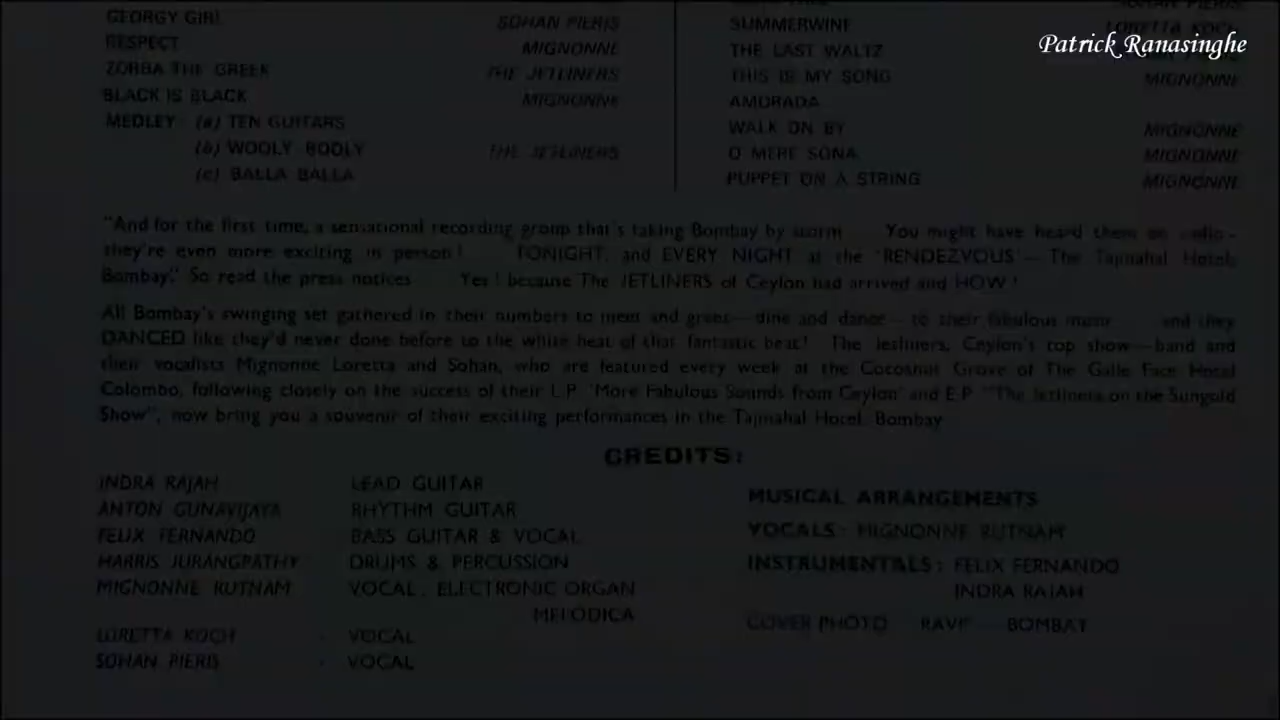 Patrick Ranasinghe
GEORGY GIRL SOHAN PIERIS
RESPECT MIGNONNE
ZORBA THE GREEK THE JETLINERS
BLACK IS BLACK MIGNONNE
MEDLEY (a) TEN GUITARS
(b) WOOLY BOOLY THE JETLINERS
(c) BALLA BALLA
SOHAN PIERIS
SUMMERWINE LORETTA KOCH
THE LAST WALTZ
THIS IS MY SONG MIGNONNE
AMORADA
WALK ON BY MIGNONNE
O MERE SONA MIGNONNE
PUPPET ON A STRING MIGNONNE
"And for the first time, a sensational recording group that's taking Bombay by storm You might have heard them on radio -
they're even more exciting in person! TONIGHT, and EVERY NIGHT at the 'RENDEZVOUS'— The Tajmahal Hotel,
Bombay." So read the press notices Yes! because The JETLINERS of Ceylon had arrived and HOW!
All Bombay's swinging set gathered in their numbers to meet and greet—dine and dance— to their fabulous music and they
DANCED like they'd never done before to the white heat of that fantastic beat! The Jetliners, Ceylon's top show—band and
their vocalists Mignonne Loretta and Sohan, who are featured every week at the Coconut Grove of The Galle Face Hotel
Colombo, following closely on the success of their L.P. 'More Fabulous Sounds from Ceylon' and E.P. "The Jetliners on the Sungold
Show", now bring you a souvenir of their exciting performances in the Tajmahal Hotel, Bombay
CREDITS:
INDRA RAJAH LEAD GUITAR
ANTON GUNAVIJAYA RHYTHM GUITAR
FELIX FERNANDO BASS GUITAR & VOCAL
HARRIS JURANGPATHY DRUMS & PERCUSSION
MIGNONNE RUTNAM VOCAL, ELECTRONIC ORGAN
MELODICA
LORETTA KOCH - VOCAL
SOHAN PIERIS - VOCAL
MUSICAL ARRANGEMENTS
VOCALS: MIGNONNE RUTNAM
INSTRUMENTALS: FELIX FERNANDO
INDRA RAJAH
COVER PHOTO RAVI — BOMBAY